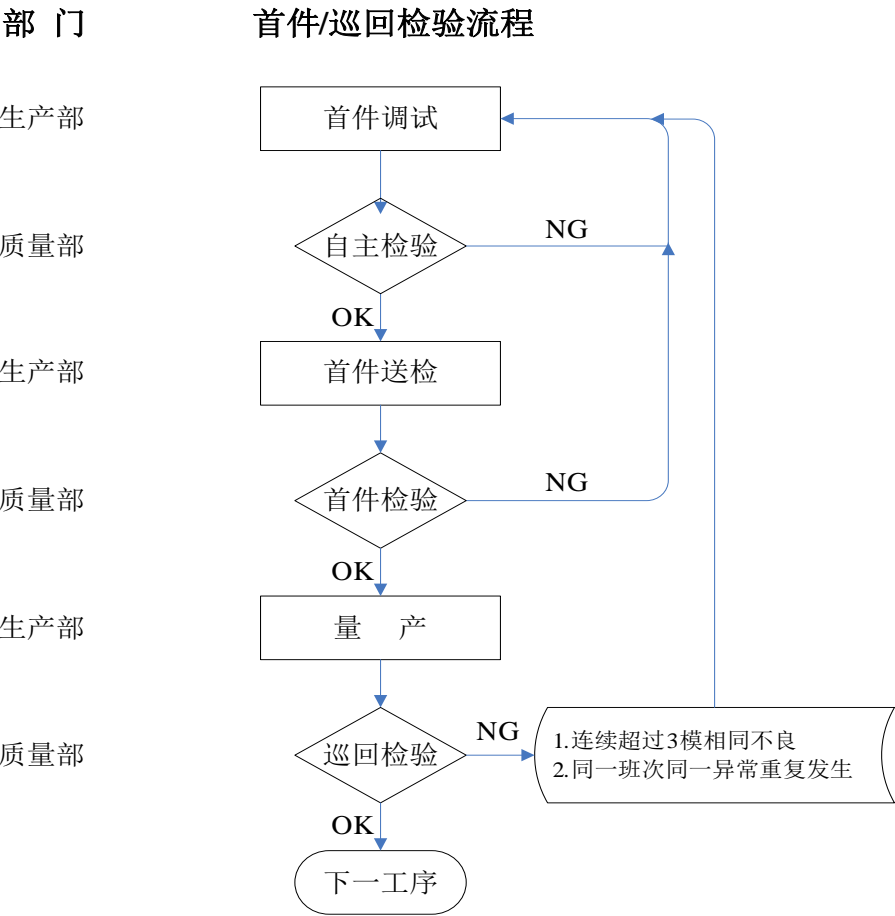 部 门 首件/巡回检验流程
生产部 首件调试
质量部 自主检验 NG
OK
生产部 首件送检
质量部 首件检验 NG
OK
生产部 量 产
质量部 巡回检验 NG
1.连续超过3模相同不良
2.同一班次同一异常重复发生
OK
下一工序